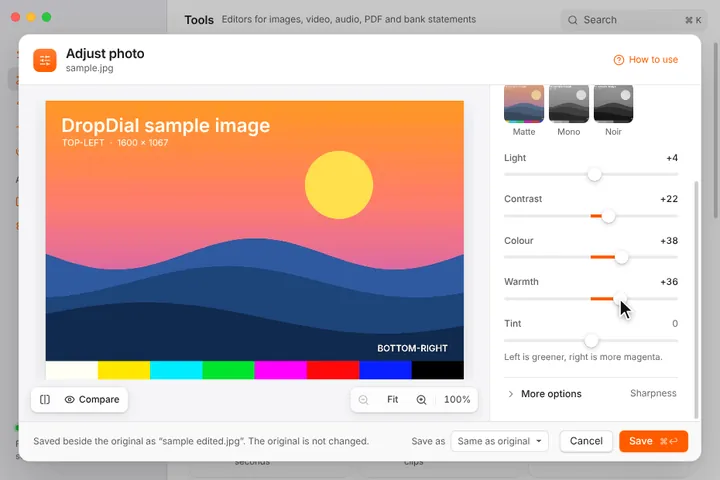 Tools Editors for images, video, audio, PDF and bank statements
Search ⌘ K
Adjust photo
sample.jpg
How to use
DropDial sample image
TOP-LEFT · 1600 × 1067
BOTTOM-RIGHT
Matte Mono Noir
Light +4
Contrast +22
Colour +38
Warmth +36
Tint 0
Left is greener, right is more magenta.
More options Sharpness
Compare
Fit 100%
Saved beside the original as “sample edited.jpg”. The original is not changed.
Save as Same as original
Cancel
Save ⌘↩
seconds
clips